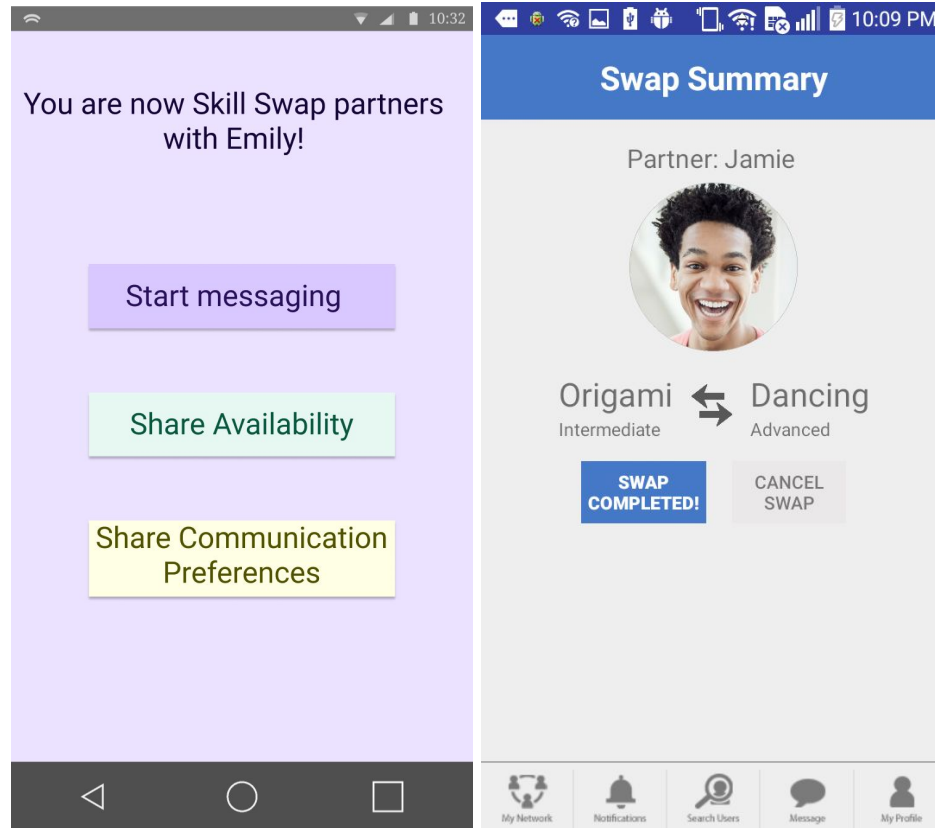 10:32
You are now Skill Swap partners
with Emily!
Start messaging
Share Availability
Share Communication
Preferences
10:09 PM
Swap Summary
Partner: Jamie
Origami Dancing
Intermediate Advanced
SWAP
COMPLETED!
CANCEL
SWAP
My Network Notifications Search Users Message My Profile